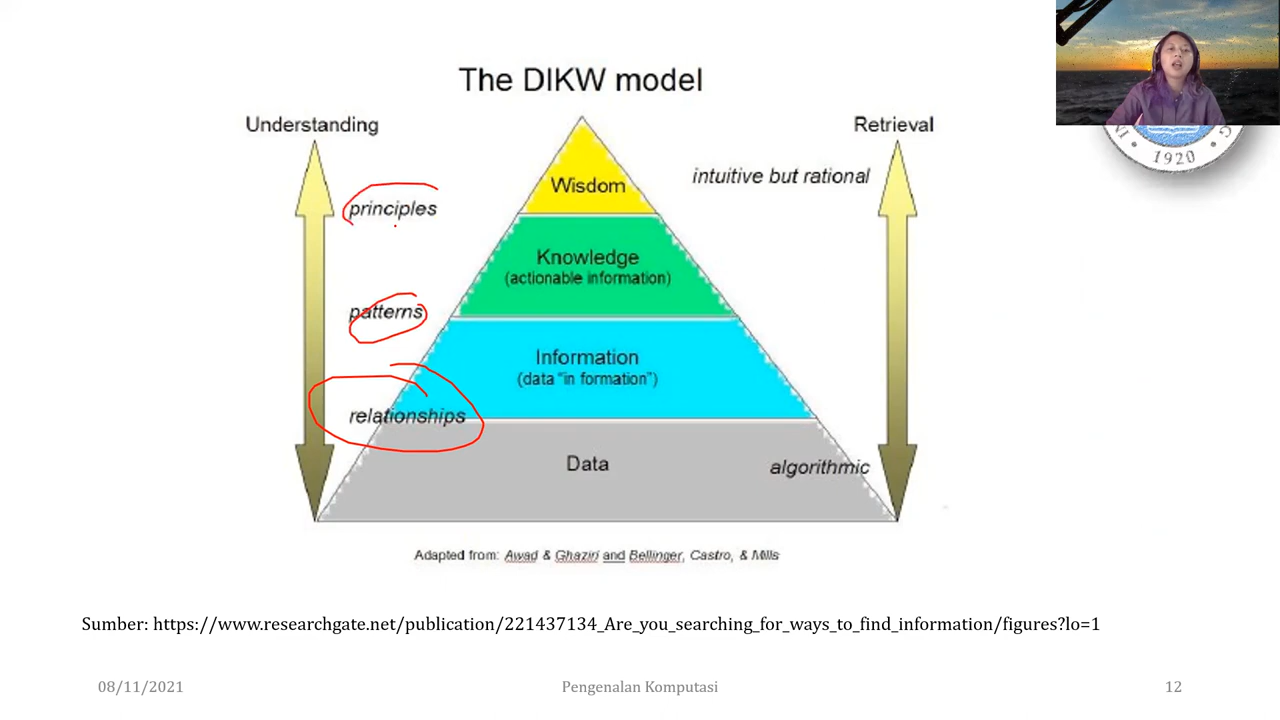 The DIKW model
Understanding
Retrieval
intuitive but rational
Wisdom
principles
Knowledge
(actionable information)
patterns
Information
(data "in formation")
relationships
Data
algorithmic
Adapted from: Awad & Ghaziri and Bellinger, Castro, & Mills
Sumber: https://www.researchgate.net/publication/221437134_Are_you_searching_for_ways_to_find_information/figures?lo=1
08/11/2021
Pengenalan Komputasi
12
1920